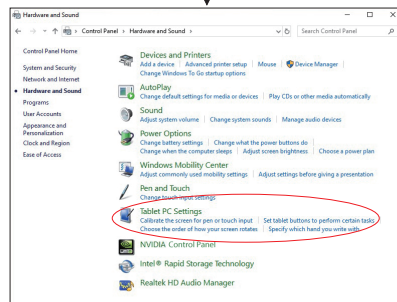 Hardware and Sound
Control Panel > Hardware and Sound >
Search Control Panel
Control Panel Home
System and Security
Network and Internet
Hardware and Sound
Programs
User Accounts
Appearance and
Personalization
Clock and Region
Ease of Access
Devices and Printers
Add a device | Advanced printer setup | Mouse | Device Manager |
Change Windows To Go startup options
AutoPlay
Change default settings for media or devices | Play CDs or other media automatically
Sound
Adjust system volume | Change system sounds | Manage audio devices
Power Options
Change battery settings | Change what the power buttons do |
Change when the computer sleeps | Adjust screen brightness | Choose a power plan
Windows Mobility Center
Adjust commonly used mobility settings | Adjust settings before giving a presentation
Pen and Touch
Change touch input settings
Tablet PC Settings
Calibrate the screen for pen or touch input | Set tablet buttons to perform certain tasks
Choose the order of how your screen rotates | Specify which hand you write with
NVIDIA Control Panel
Intel® Rapid Storage Technology
Realtek HD Audio Manager